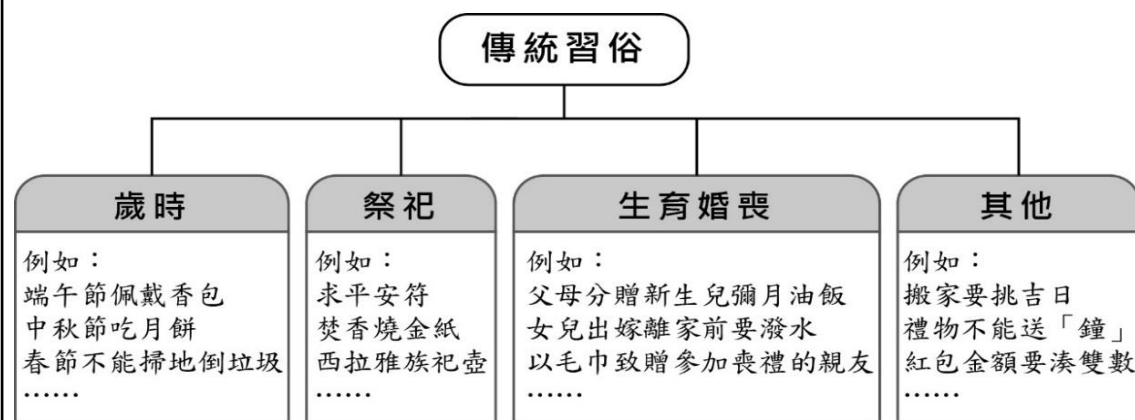 傳統習俗
歲時
例如：
端午節佩戴香包
中秋節吃月餅
春節不能掃地倒垃圾
……
祭祀
例如：
求平安符
焚香燒金紙
西拉雅族祀壺
……
生育婚喪
例如：
父母分贈新生兒彌月油飯
女兒出嫁離家前要潑水
以毛巾致贈參加喪禮的親友
……
其他
例如：
搬家要挑吉日
禮物不能送「鐘」
紅包金額要湊雙數
……